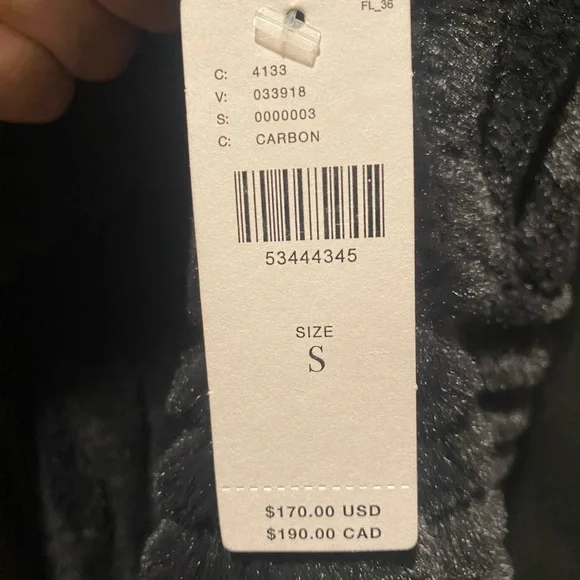 FL_36
C: 4133
V: 033918
S: 0000003
C: CARBON
53444345
SIZE
S
$170.00 USD
$190.00 CAD